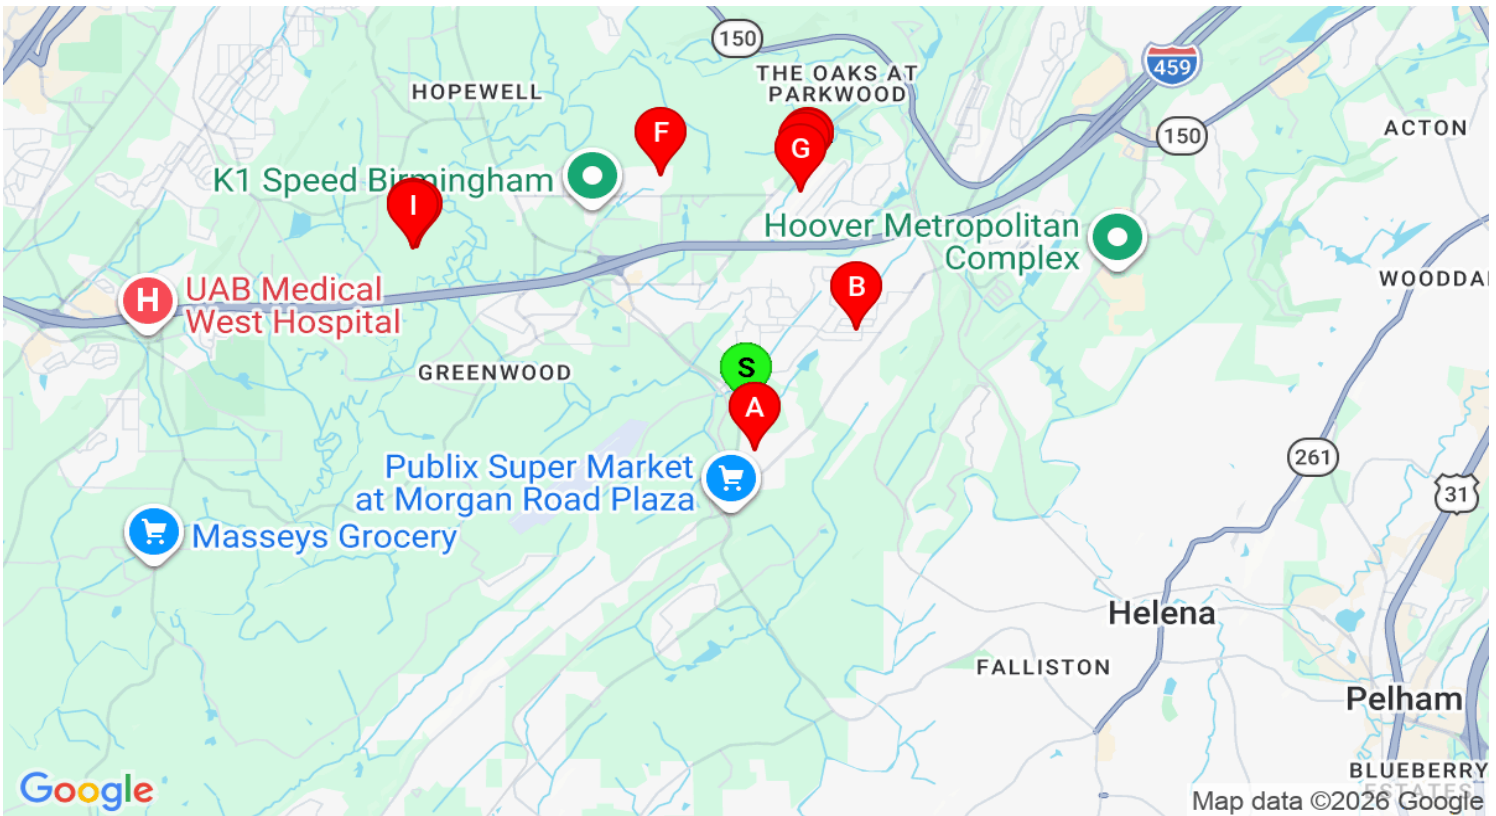 150
459
THE OAKS AT
PARKWOOD
HOPEWELL
150
ACTON
F
G
K1 Speed Birmingham
I
Hoover Metropolitan
Complex
WOODDA
H
UAB Medical
West Hospital
B
GREENWOOD
S
A
261
Publix Super Market
at Morgan Road Plaza
31
Masseys Grocery
Helena
FALLISTON
Pelham
BLUEBERRY
ESTATES
Google
Map data ©2026 Google